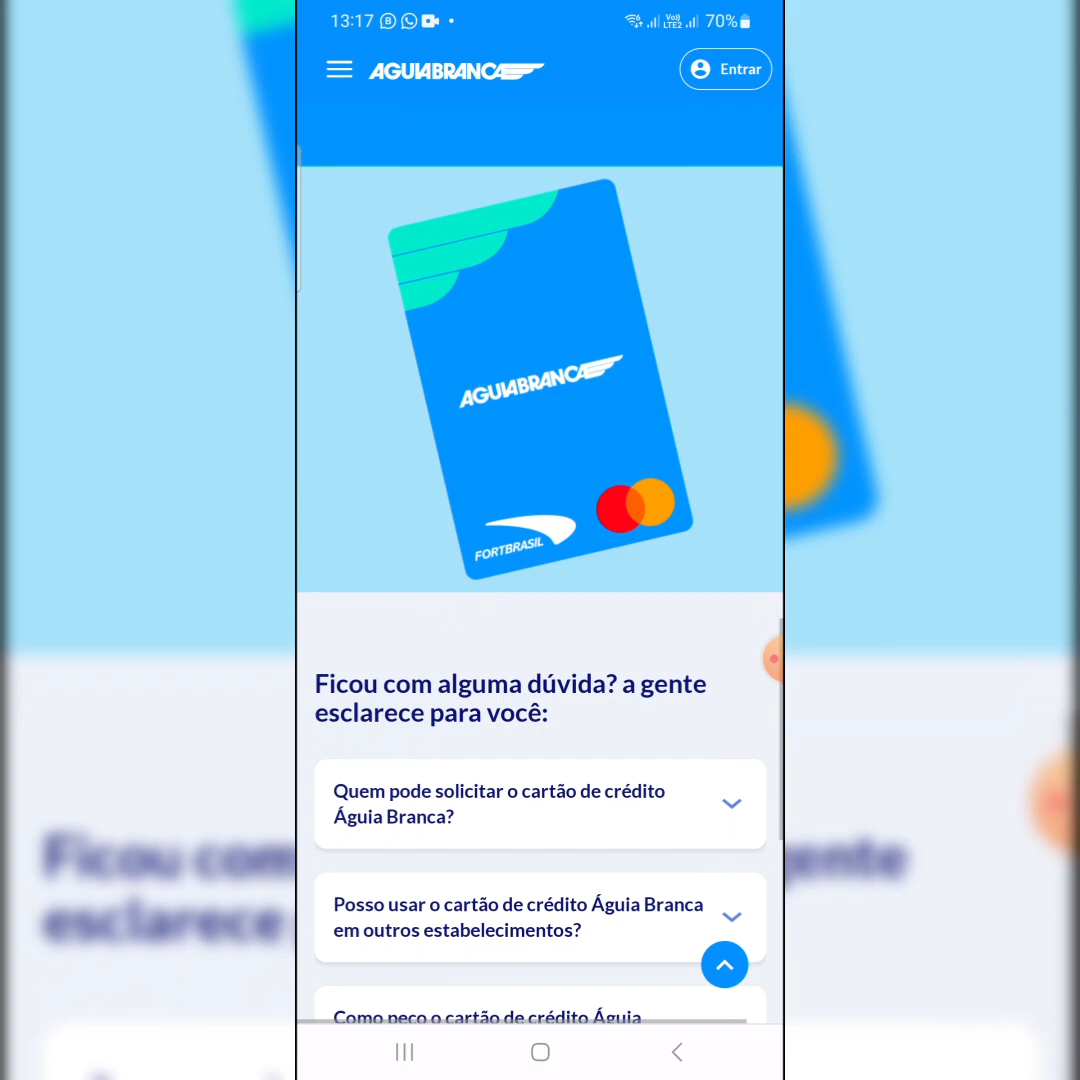 13:17
Vo))
LTE2
70%
AGUIABRANCA
Entrar
AGUIABRANCA
FORTBRASIL
Ficou com alguma dúvida? a gente
esclarece para você:
Quem pode solicitar o cartão de crédito
Águia Branca?
Posso usar o cartão de crédito Águia Branca
em outros estabelecimentos?
Como peço o cartão de crédito Águia